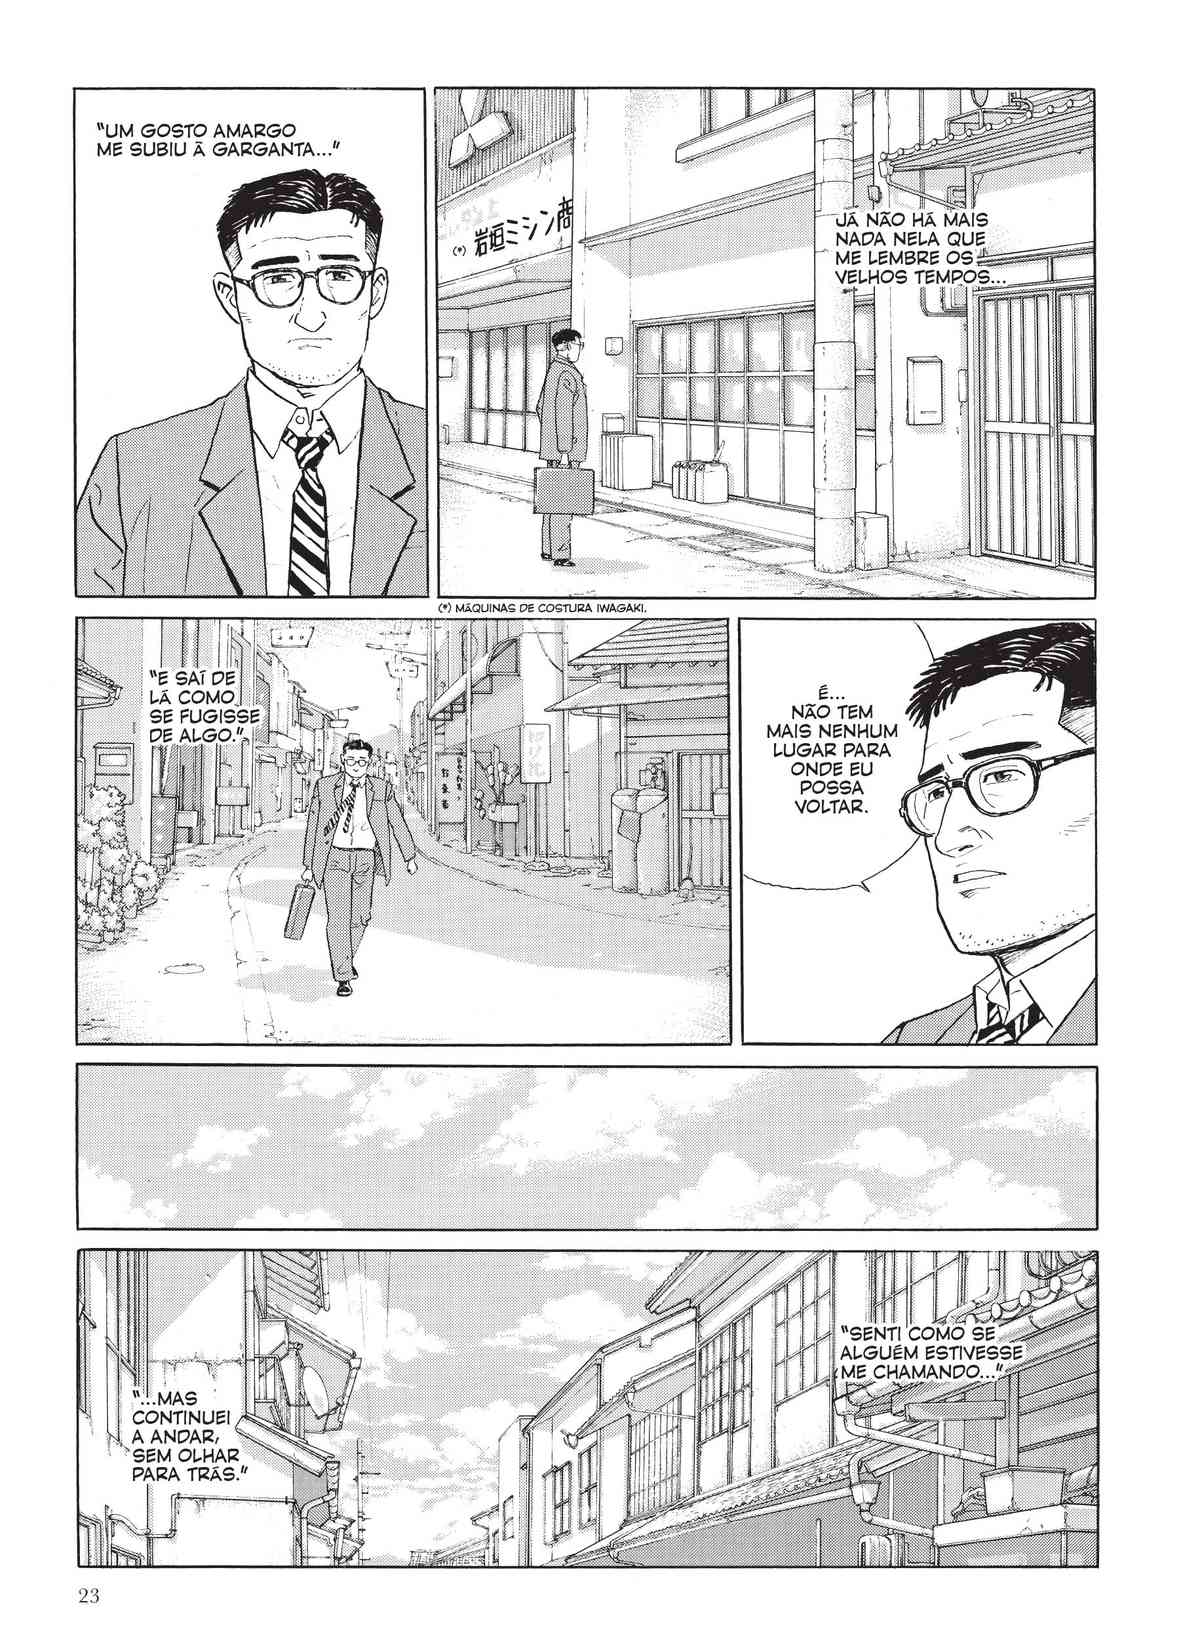 JÁ NÃO HÁ MAIS
NADA NELA QUE
ME LEMBRE OS
VELHOS TEMPOS...
(*) 岩垣ミシン商
(*) MÁQUINAS DE COSTURA IWAGAKI.
"UM GOSTO AMARGO
ME SUBIU À GARGANTA..."
É...
NÃO TEM
MAIS NENHUM
LUGAR PARA
ONDE EU
POSSA
VOLTAR.
"E SAÍ DE
LÁ COMO
SE FUGISSE
DE ALGO."
"SENTI COMO SE
ALGUÉM ESTIVESSE
ME CHAMANDO..."
"...MAS
CONTINUEI
A ANDAR,
SEM OLHAR
PARA TRÁS."
23